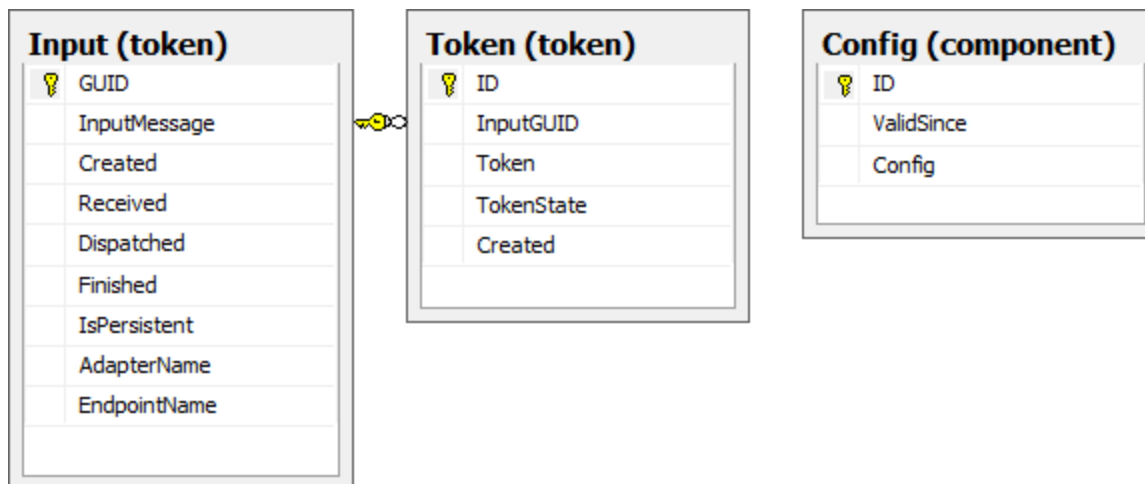 Input (token)
GUID
InputMessage
Created
Received
Dispatched
Finished
IsPersistent
AdapterName
EndpointName
Token (token)
ID
InputGUID
Token
TokenState
Created
Config (component)
ID
ValidSince
Config